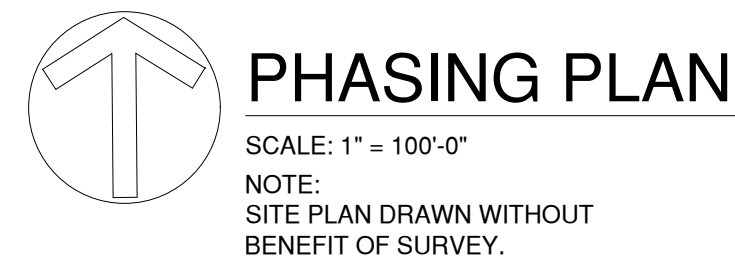 PHASING PLAN
SCALE: 1" = 100'-0"
NOTE:
SITE PLAN DRAWN WITHOUT
BENEFIT OF SURVEY.